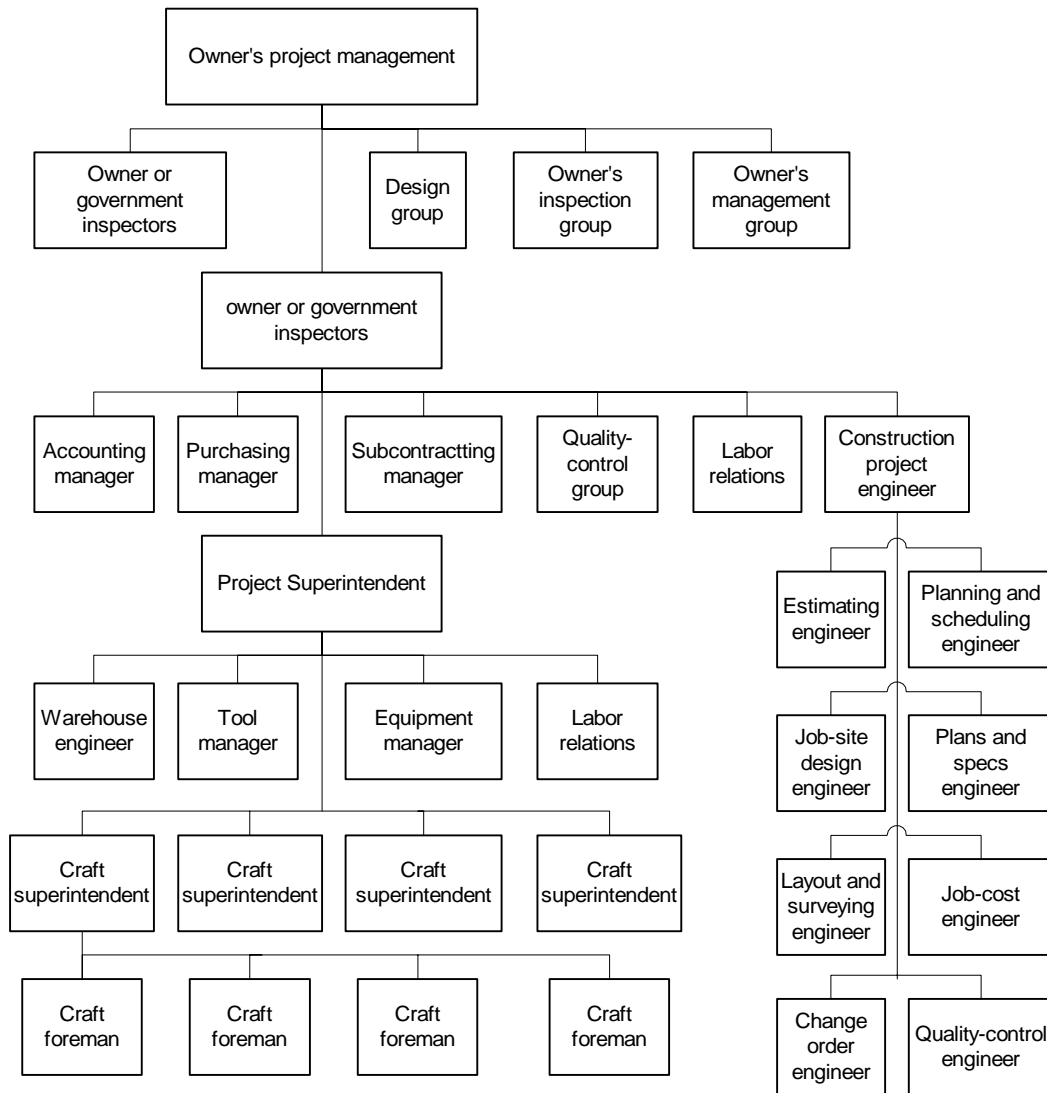 Owner's project management
Owner or
government
inspectors
Design
group
Owner's
inspection
group
Owner's
management
group
owner or government
inspectors
Accounting
manager
Purchasing
manager
Subcontractting
manager
Quality-
control
group
Labor
relations
Construction
project
engineer
Project Superintendent
Estimating
engineer
Planning and
scheduling
engineer
Warehouse
engineer
Tool
manager
Equipment
manager
Labor
relations
Job-site
design
engineer
Plans and
specs
engineer
Craft
superintendent
Craft
superintendent
Craft
superintendent
Craft
superintendent
Layout and
surveying
engineer
Job-cost
engineer
Craft
foreman
Craft
foreman
Craft
foreman
Craft
foreman
Change
order
engineer
Quality-control
engineer